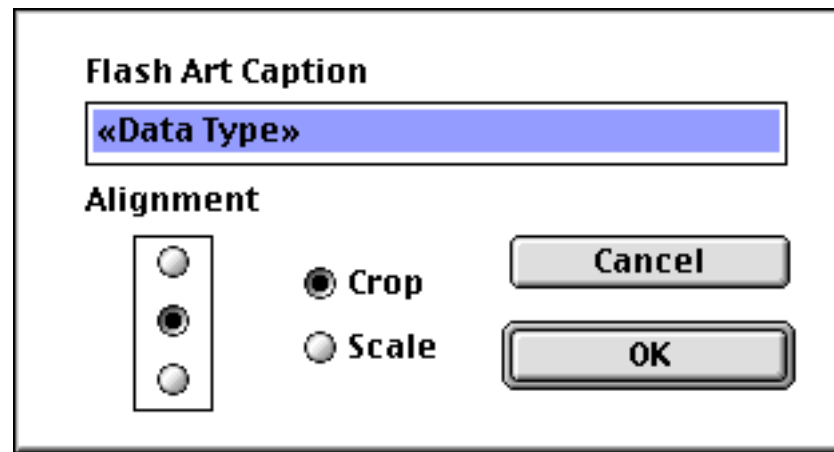 Flash Art Caption
«Data Type»
Alignment
Crop
Cancel
Scale
OK